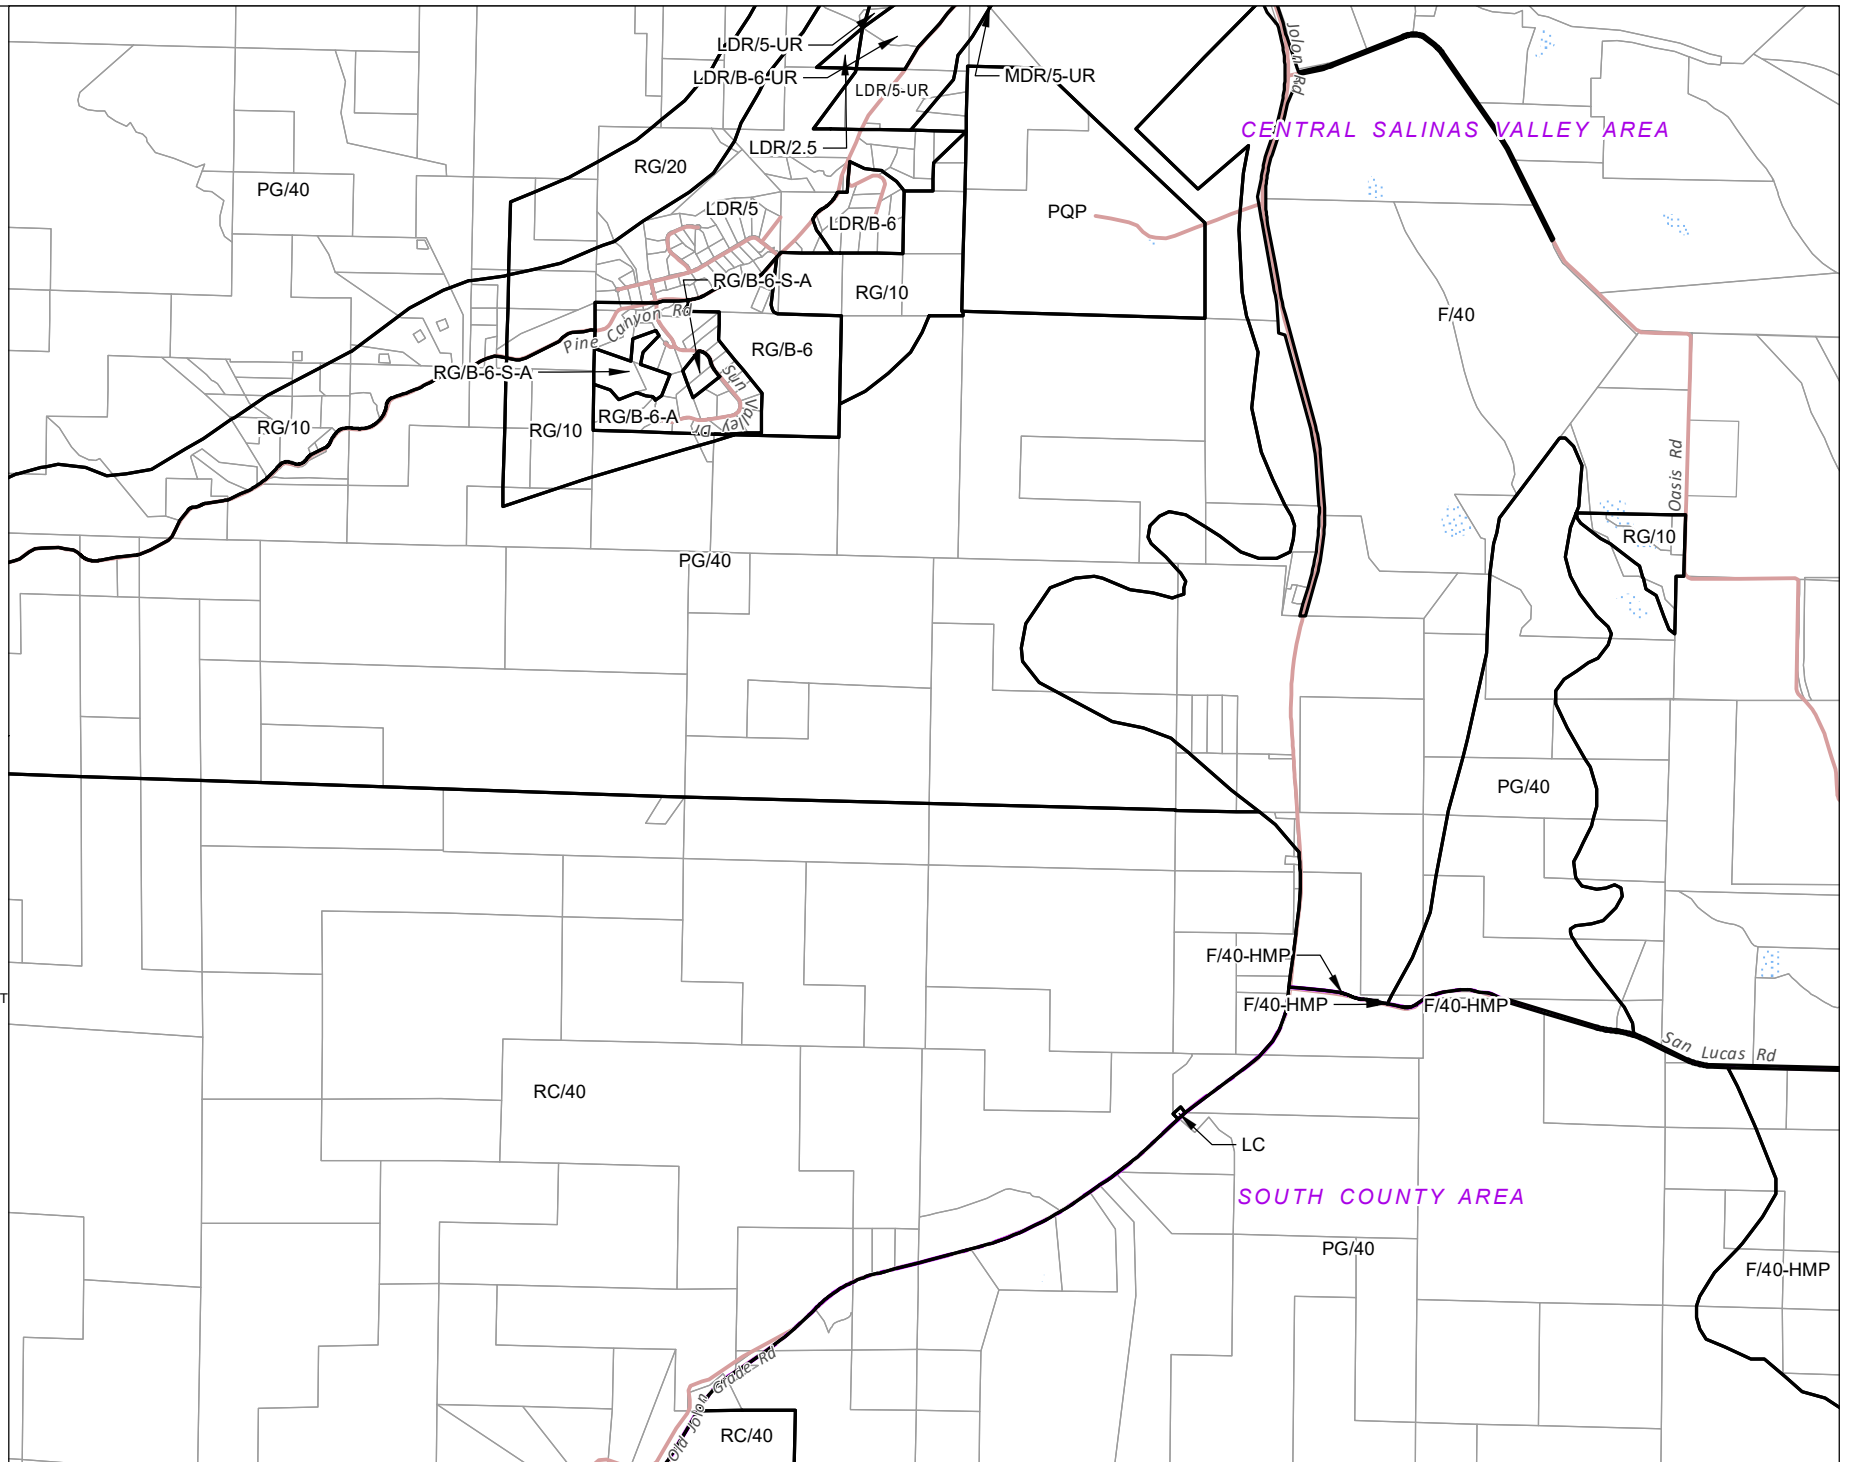 LDR/5-UR
LDR/B-6-UR
LDR/5-UR
MDR/5-UR
Jolon Rd
CENTRAL SALINAS VALLEY AREA
LDR/2.5
RG/20
PG/40
LDR/5
LDR/B-6
PQP
RG/B-6-S-A
RG/10
F/40
Pine Canyon Rd
RG/B-6
RG/B-6-S-A
Sun Valley Dr
RG/B-6-A
RG/10
RG/10
Oasis Rd
RG/10
PG/40
PG/40
F/40-HMP
T
F/40-HMP
F/40-HMP
San Lucas Rd
RC/40
LC
SOUTH COUNTY AREA
PG/40
F/40-HMP
Old Jolon Grade Rd
RC/40